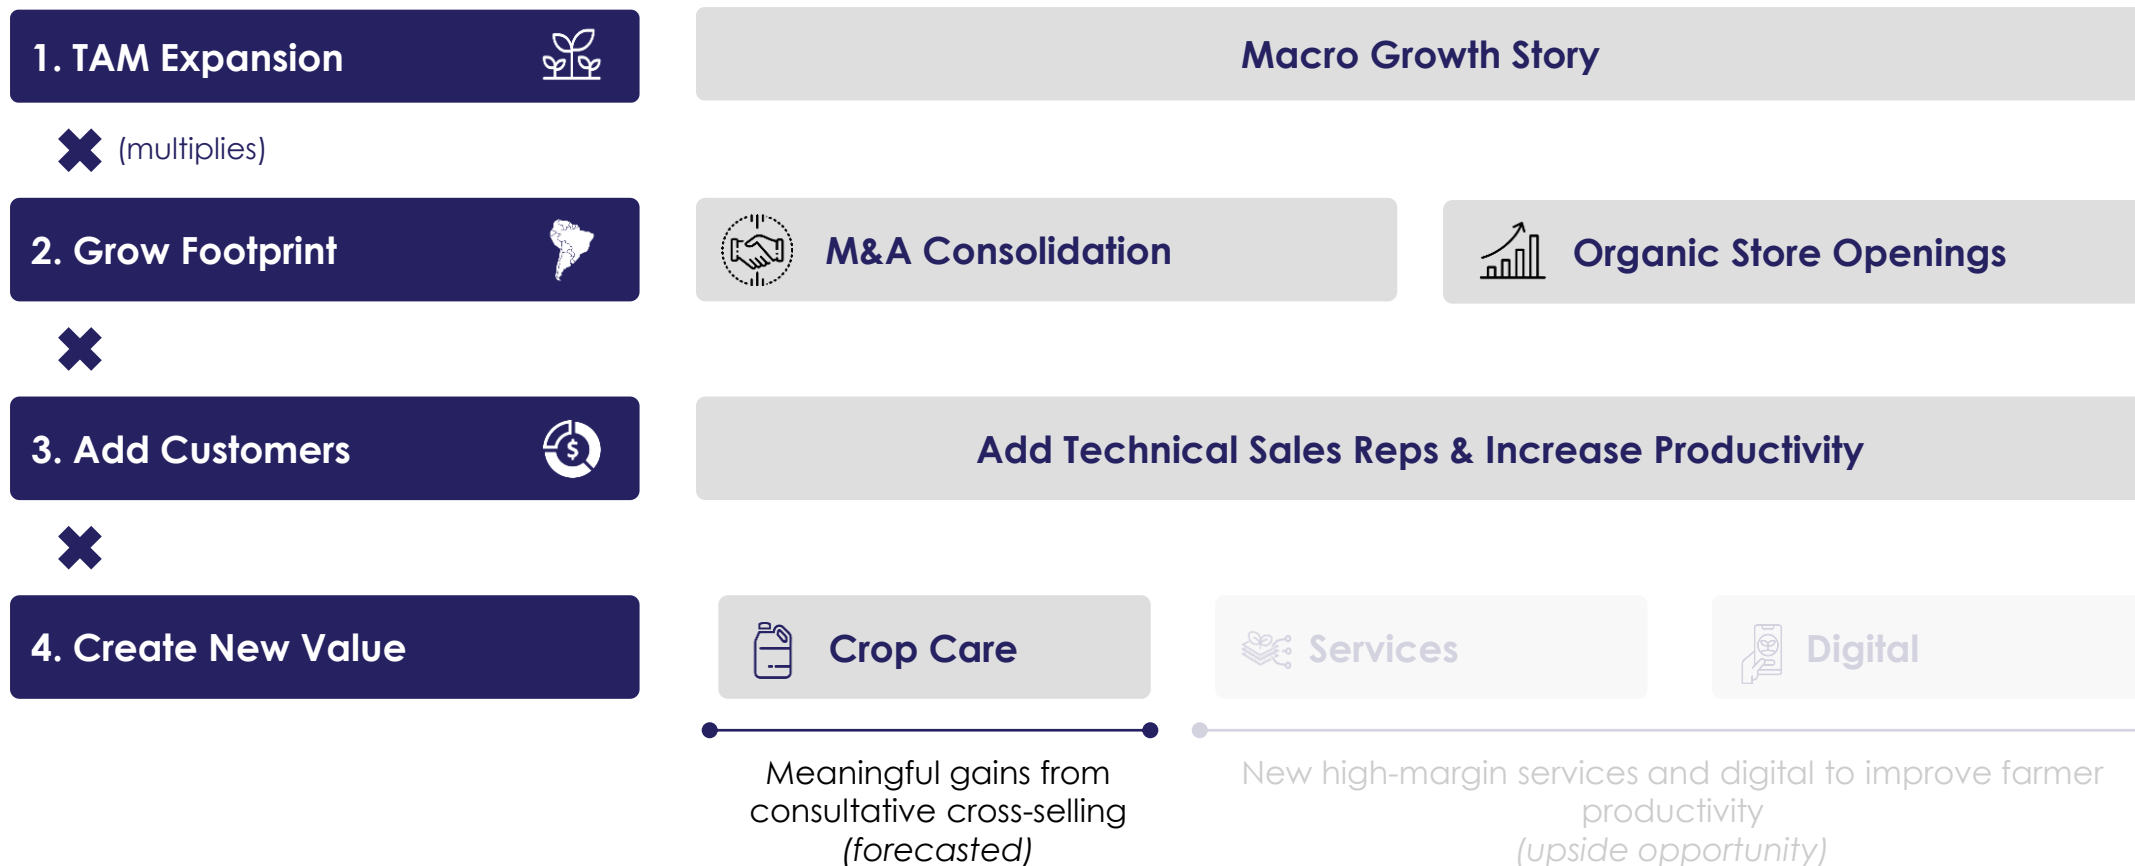 1. TAM Expansion
Macro Growth Story
(multiplies)
2. Grow Footprint
M&A Consolidation
Organic Store Openings
3. Add Customers
$
Add Technical Sales Reps & Increase Productivity
4. Create New Value
Crop Care
Services
Digital
Meaningful gains from
consultative cross-selling
(forecasted)
New high-margin services and digital to improve farmer
productivity
(upside opportunity)